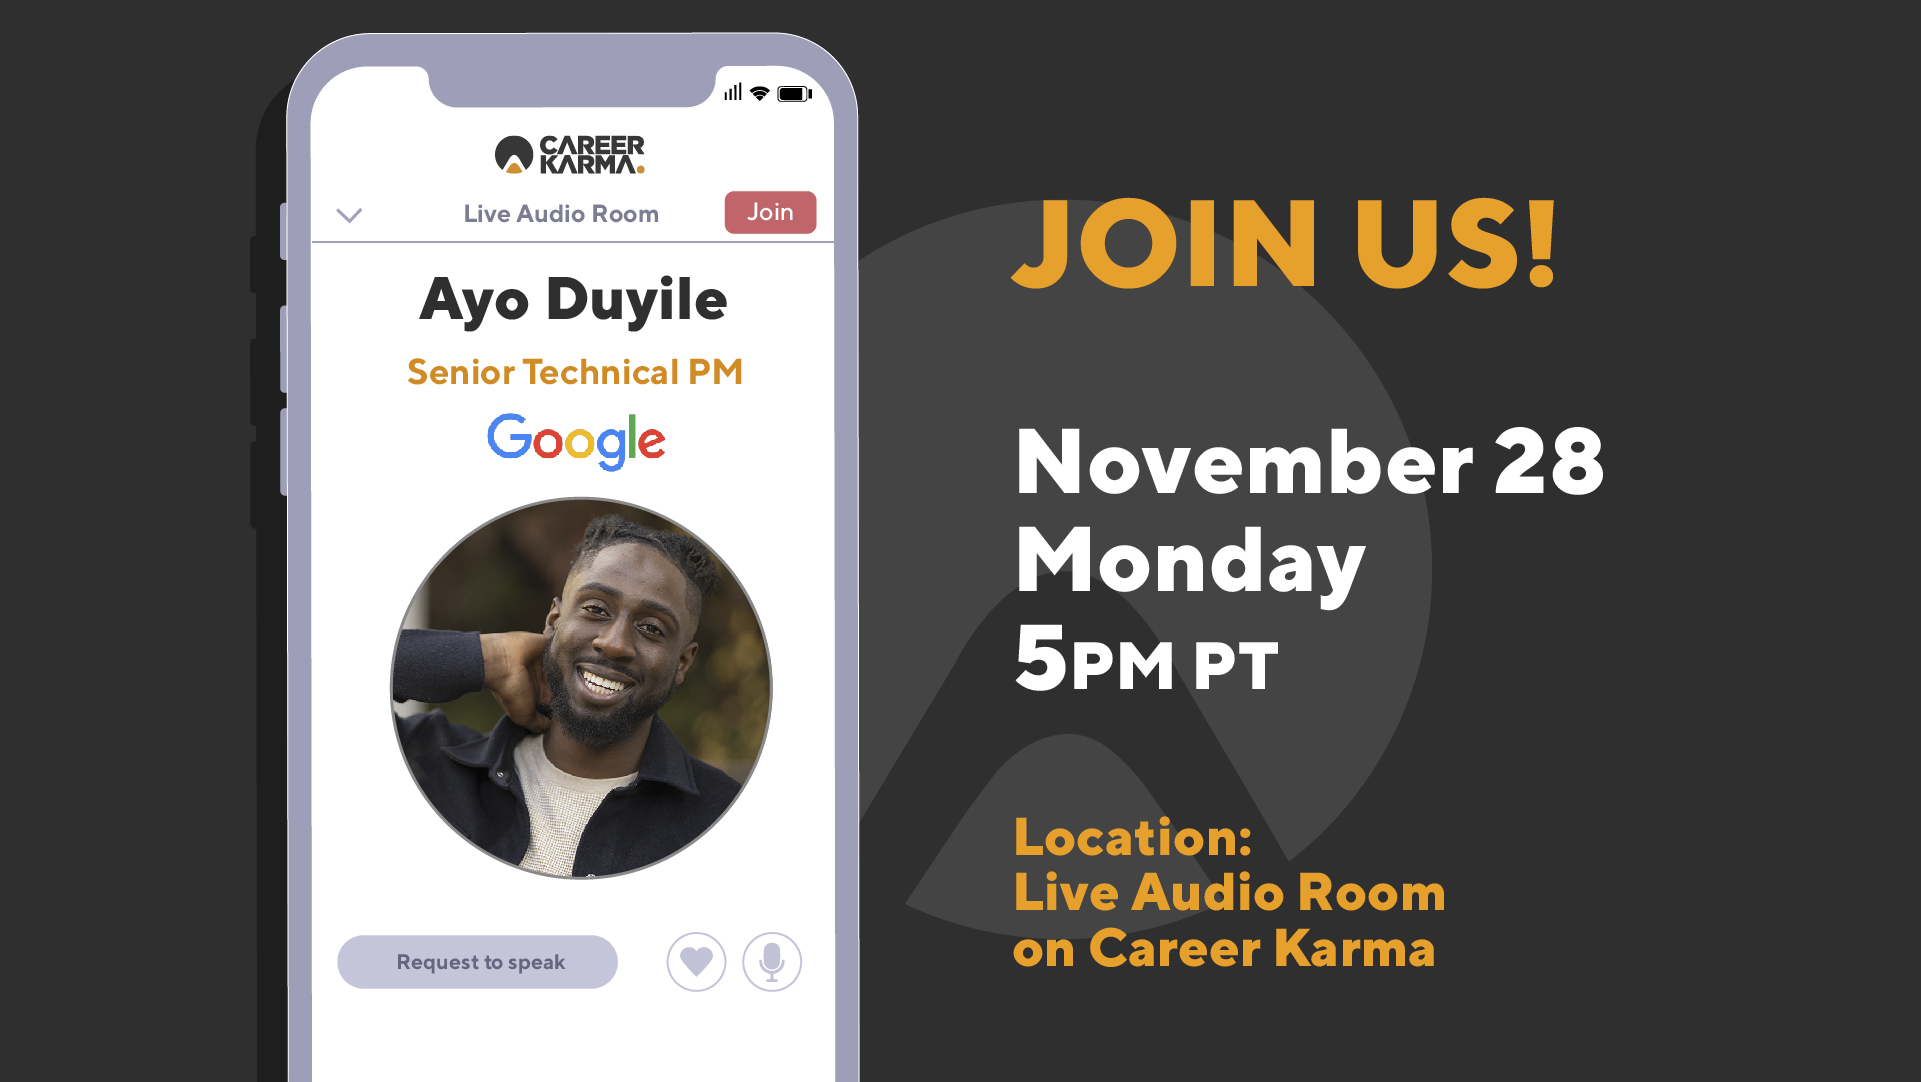 CAREER
KARMA.
Live Audio Room
Join
Ayo Duyile
Senior Technical PM
Google
Request to speak
JOIN US!
November 28
Monday
5PM PT
Location:
Live Audio Room
on Career Karma